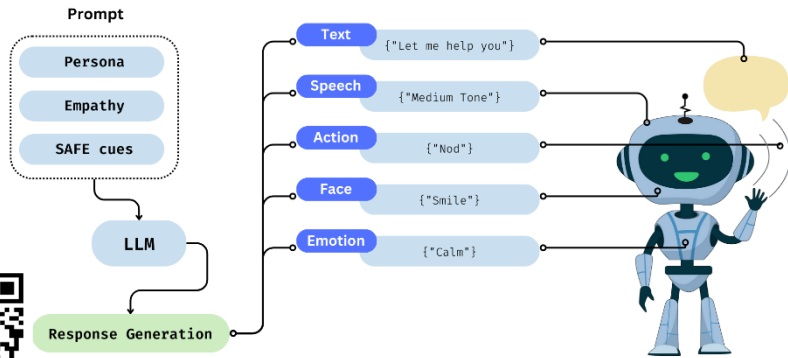 Prompt
Persona
Empathy
SAFE cues
LLM
Response Generation
Text
{"Let me help you"}
Speech
{"Medium Tone"}
Action
{"Nod"}
Face
{"Smile"}
Emotion
{"Calm"}